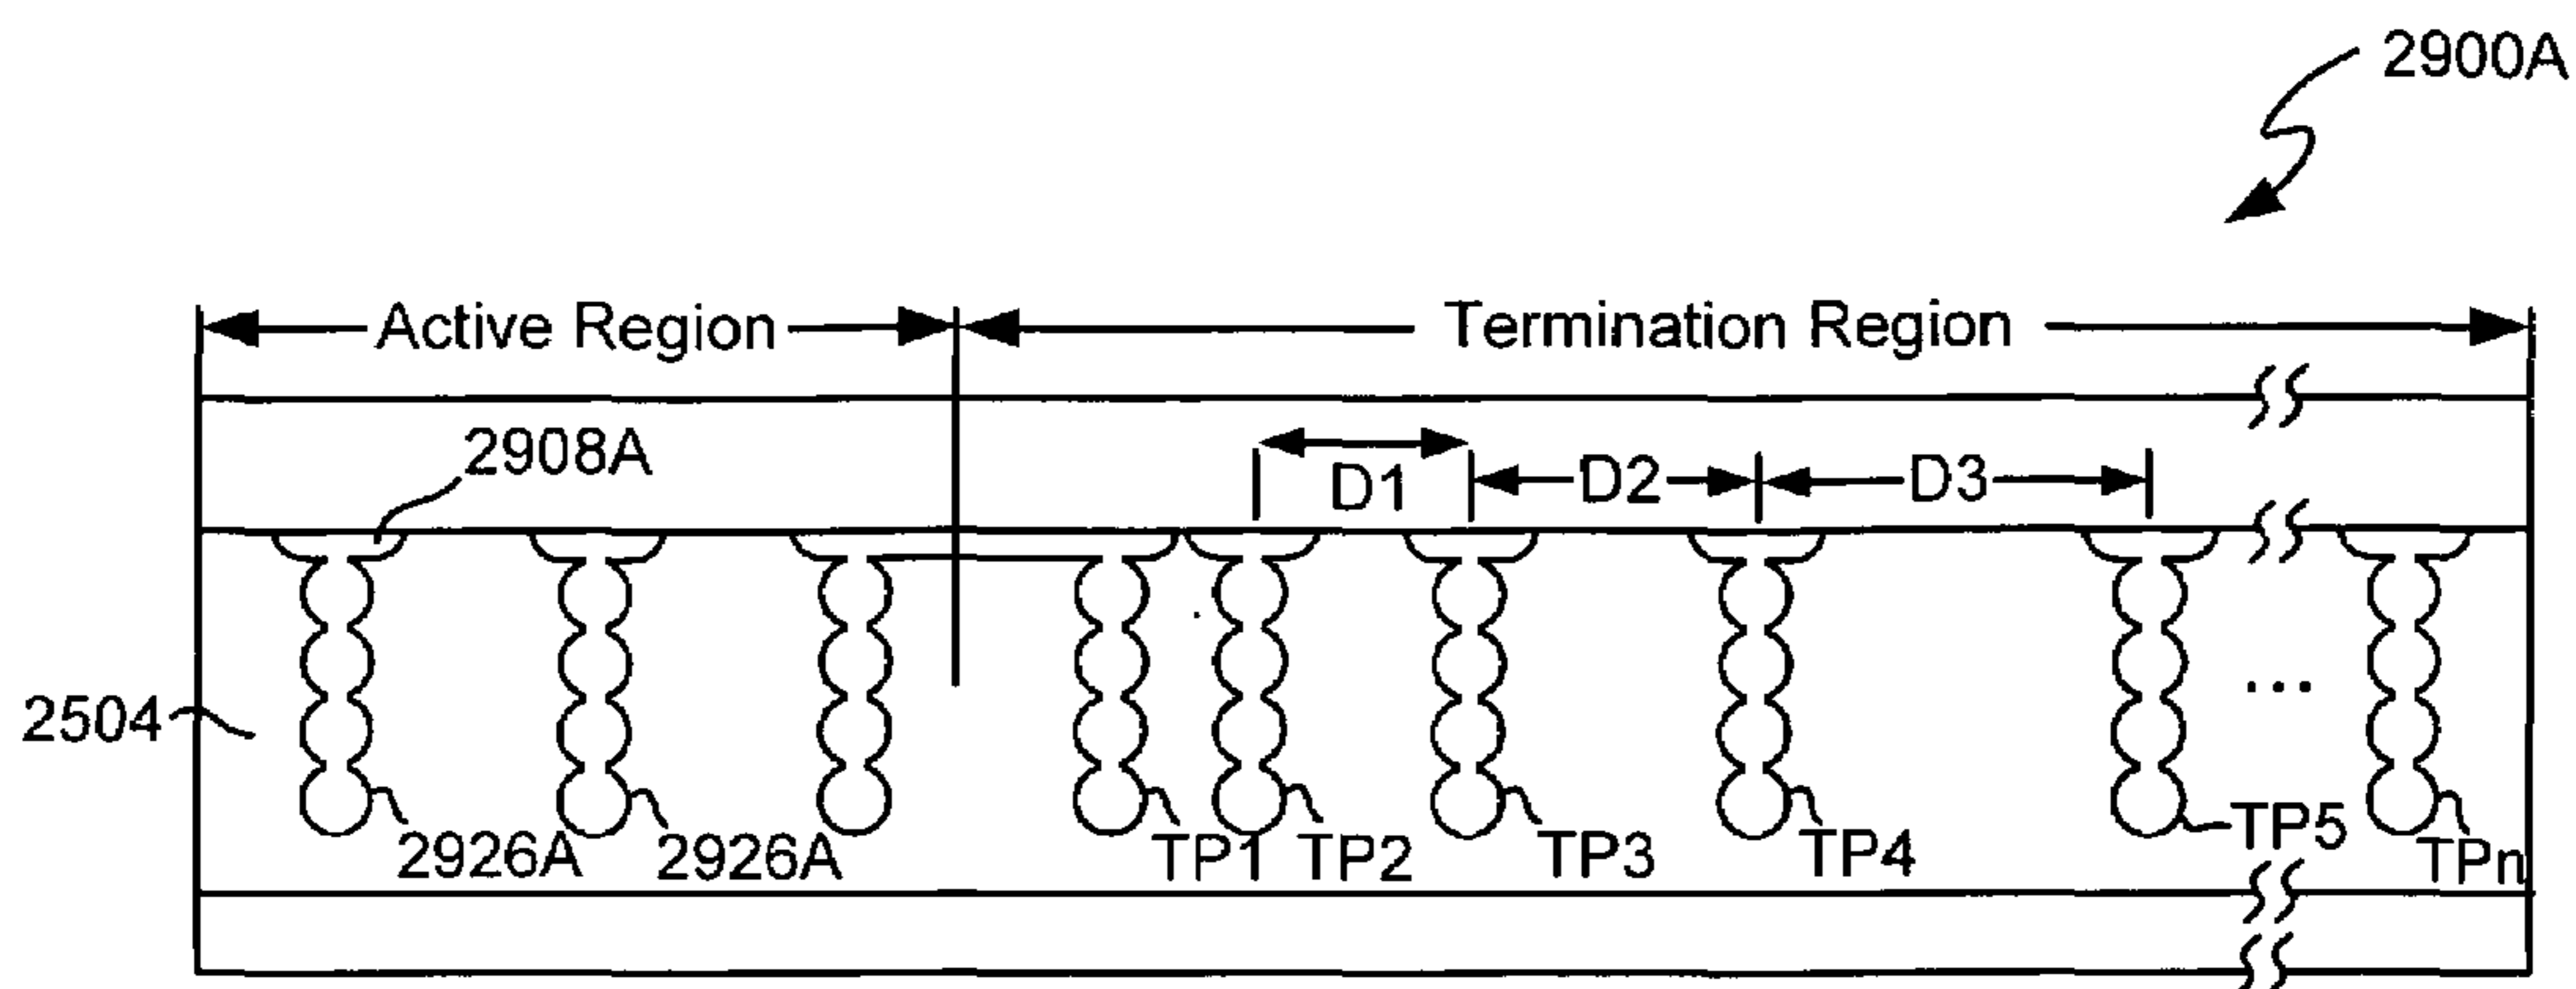 2900A
Active Region
Termination Region
2908A
D1
D2
D3
2504
2926A
2926A
TP1
TP2
TP3
TP4
TP5
...
TPn